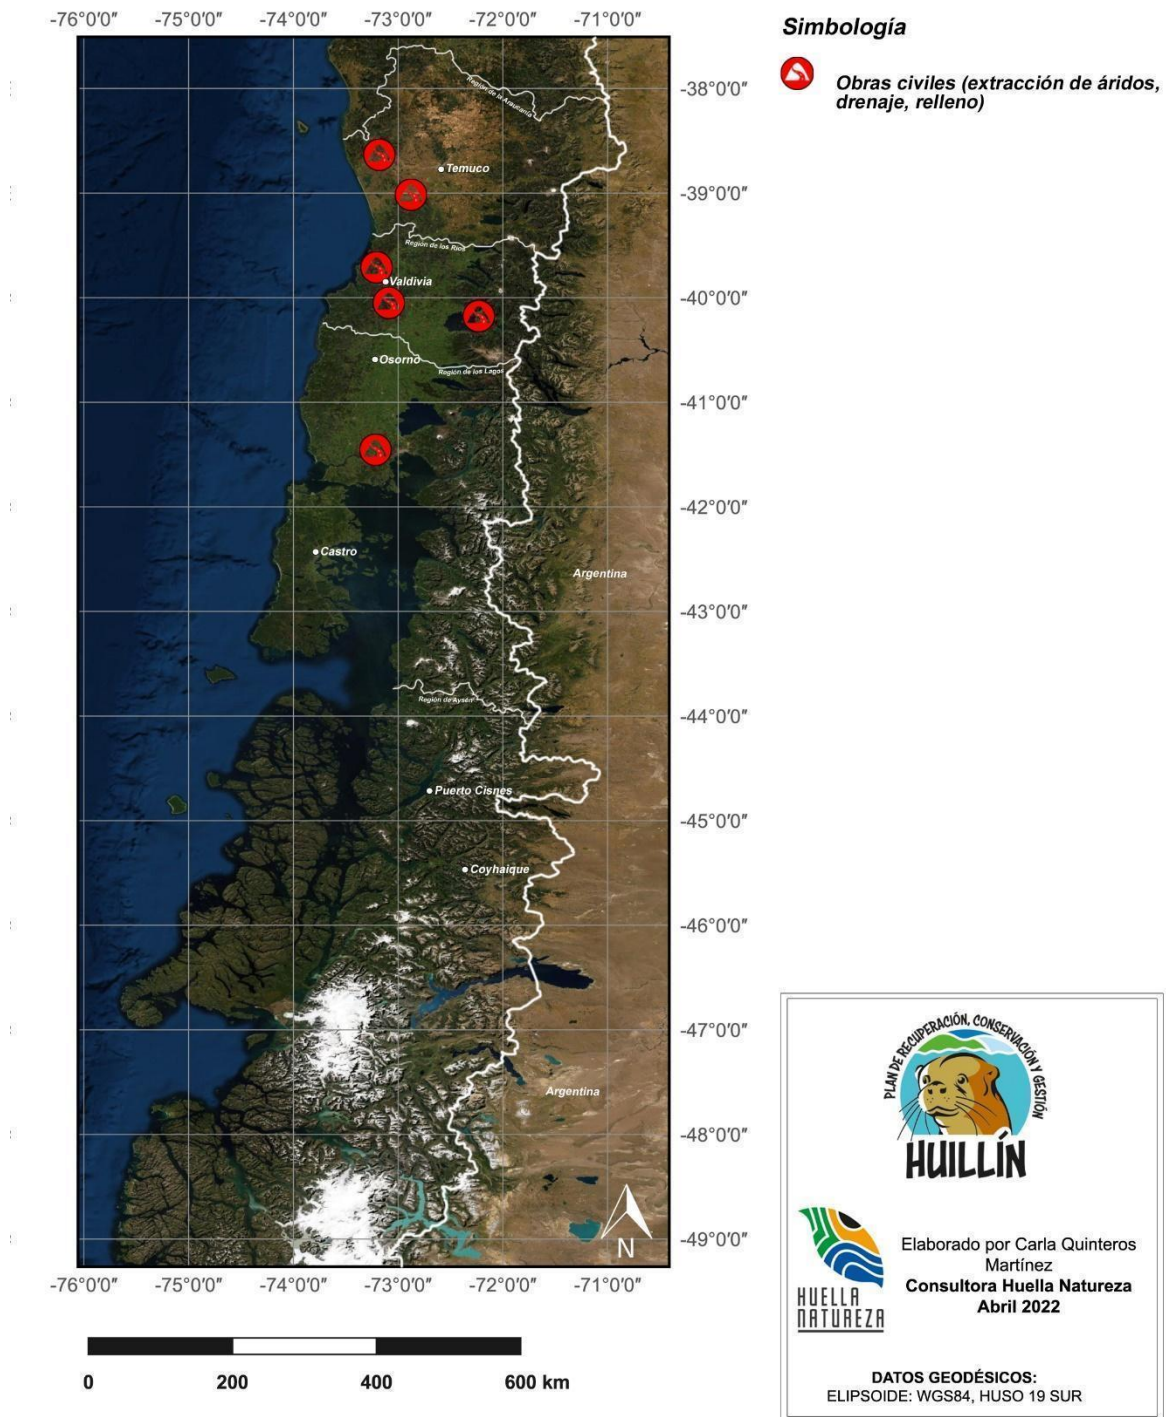 -76°0'0″ -75°0'0″ -74°0'0″ -73°0'0″ -72°0'0″ -71°0'0″
Simbología
Obras civiles (extracción de áridos,
drenaje, relleno)
-38°0'0″
Región de la Araucanía
Temuco
-39°0'0″
Región de los Ríos
Valdivia
-40°0'0″
Osorno
Región de los Lagos
-41°0'0″
-42°0'0″
Castro
Argentina
-43°0'0″
Región de Aysén
-44°0'0″
Puerto Cisnes
-45°0'0″
Coyhaique
-46°0'0″
-47°0'0″
Argentina
-48°0'0″
N
-49°0'0″
-76°0'0″ -75°0'0″ -74°0'0″ -73°0'0″ -72°0'0″ -71°0'0″
0 200 400 600 km
PLAN DE RECUPERACIÓN, CONSERVACIÓN Y GESTIÓN
HUILLÍN
HUELLA
NATUREZA
Elaborado por Carla Quinteros
Martínez
Consultora Huella Natureza
Abril 2022
DATOS GEODÉSICOS:
ELIPSOIDE: WGS84, HUSO 19 SUR